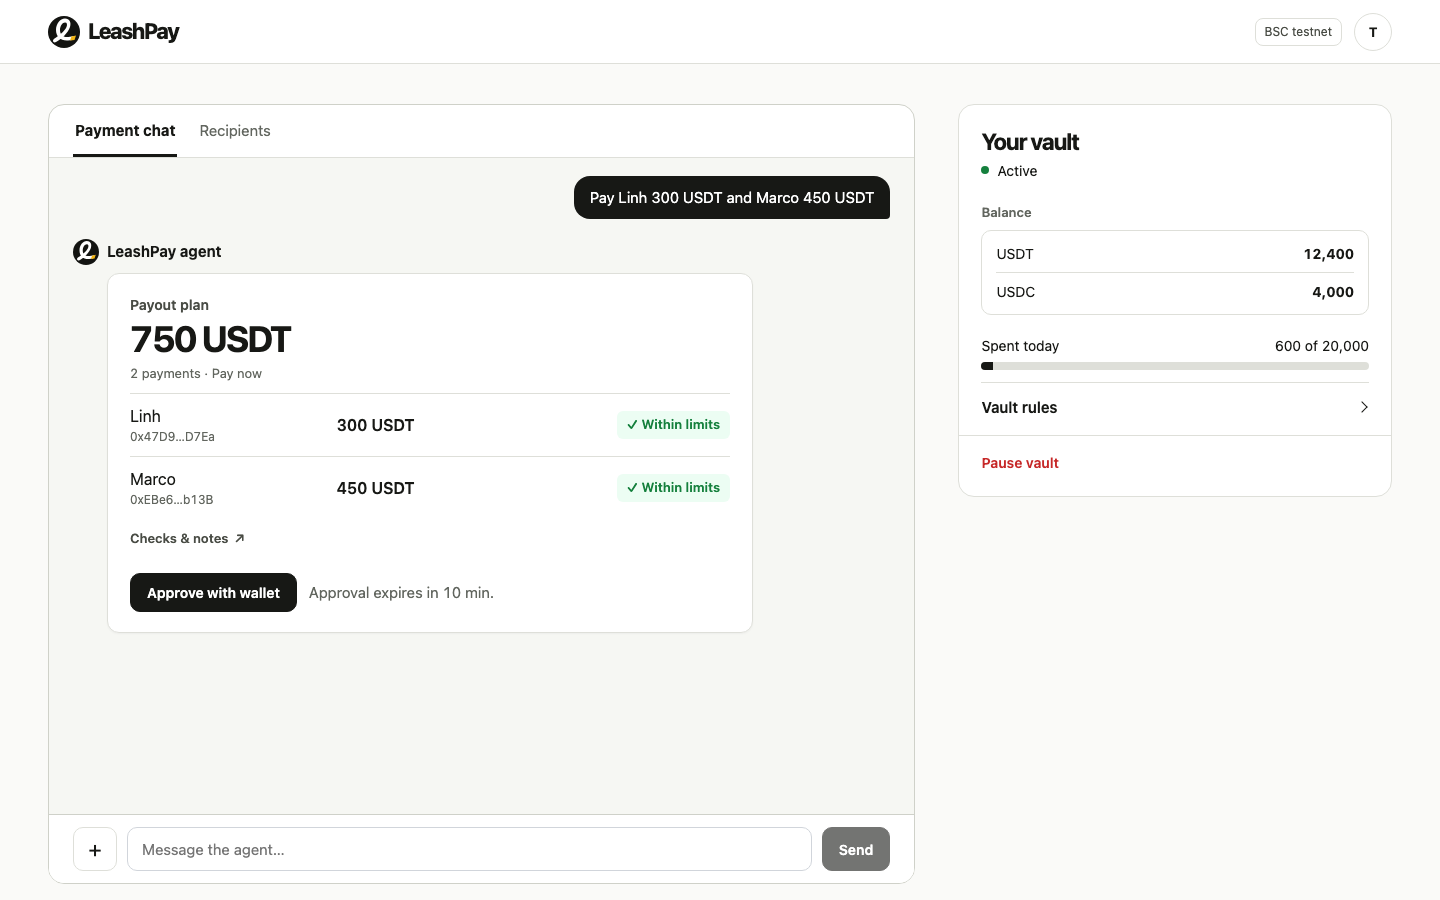 LeashPay
BSC testnet
T
Payment chat
Recipients
Pay Linh 300 USDT and Marco 450 USDT
LeashPay agent
Payout plan
750 USDT
2 payments · Pay now
Linh
0x47D9...D7Ea
300 USDT
✓ Within limits
Marco
0xEBe6...b13B
450 USDT
✓ Within limits
Checks & notes ↗
Approve with wallet
Approval expires in 10 min.
+
Message the agent...
Send
Your vault
Active
Balance
USDT 12,400
USDC 4,000
Spent today 600 of 20,000
Vault rules
Pause vault